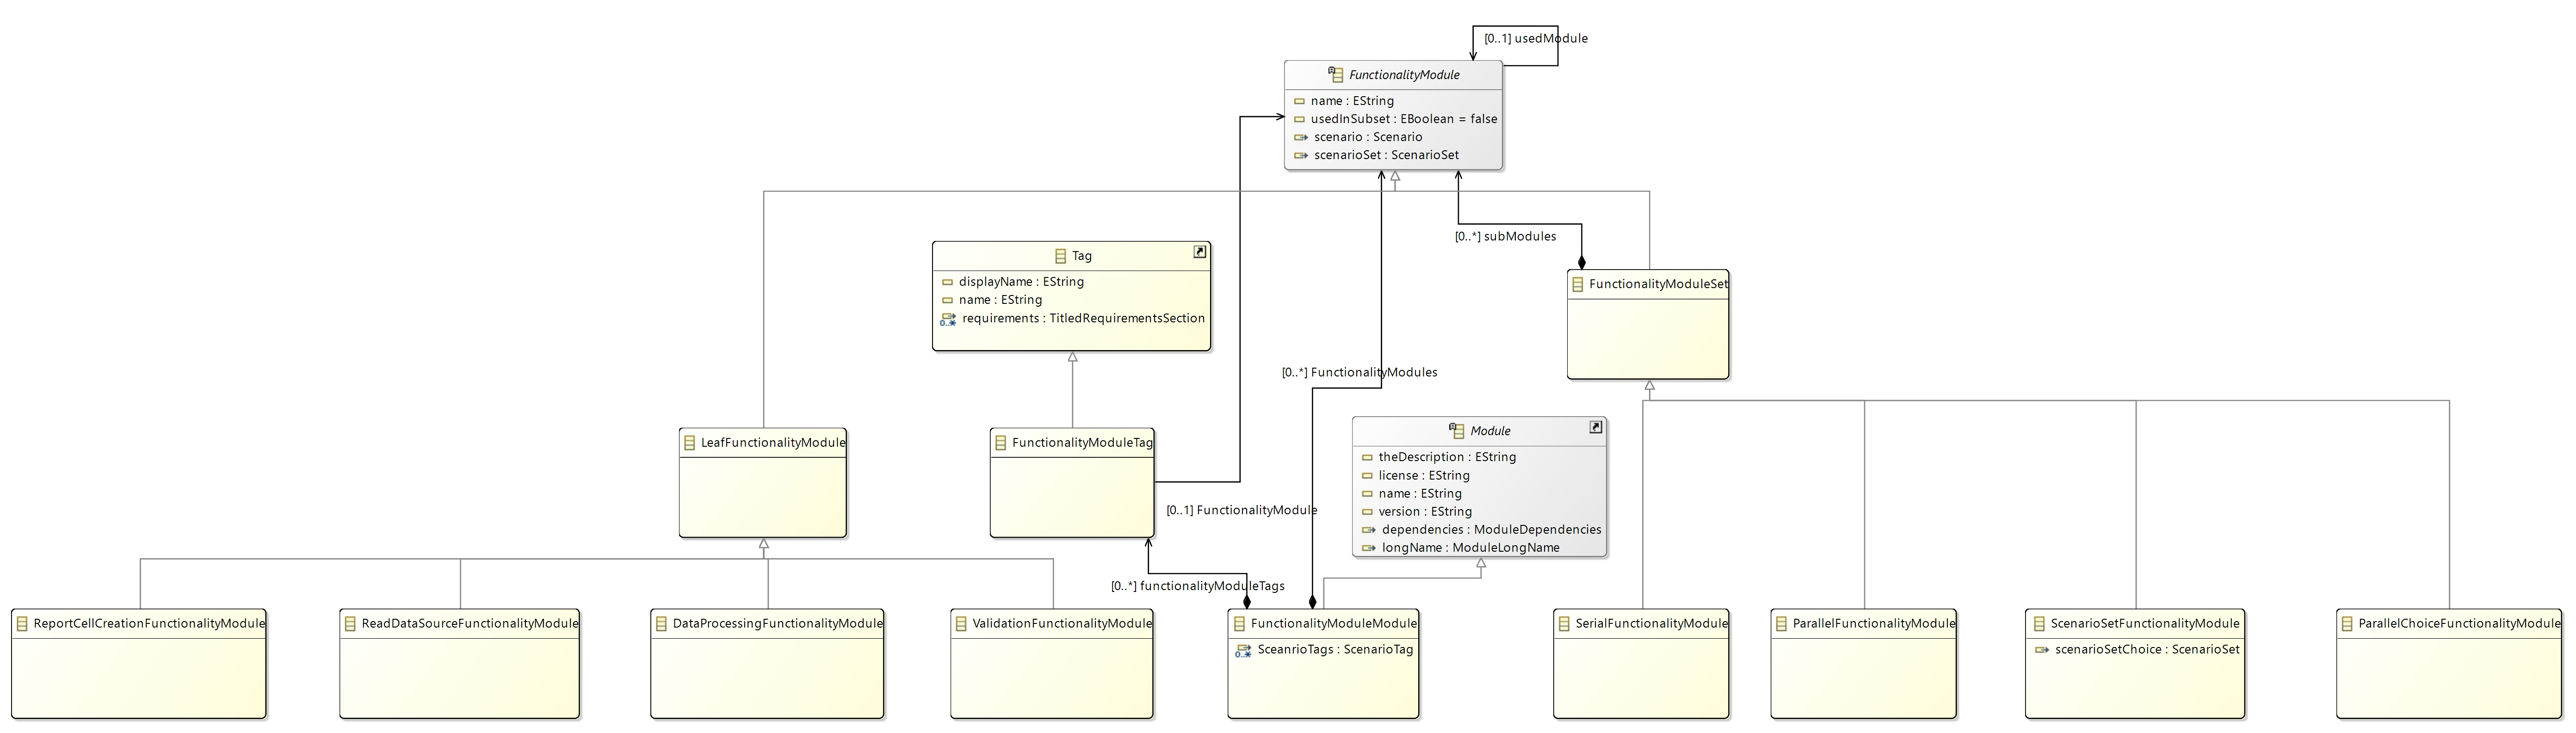 [0..1] usedModule
FunctionalityModule
name : EString
usedInSubset : EBoolean = false
scenario : Scenario
scenarioSet : ScenarioSet
[0..*] subModules
Tag
displayName : EString
name : EString
0..* requirements : TitledRequirementsSection
FunctionalityModuleSet
[0..*] FunctionalityModules
LeafFunctionalityModule
FunctionalityModuleTag
[0..1] FunctionalityModule
Module
theDescription : EString
license : EString
name : EString
version : EString
dependencies : ModuleDependencies
longName : ModuleLongName
[0..*] functionalityModuleTags
ReportCellCreationFunctionalityModule
ReadDataSourceFunctionalityModule
DataProcessingFunctionalityModule
ValidationFunctionalityModule
FunctionalityModuleModule
0..* SceanrioTags : ScenarioTag
SerialFunctionalityModule
ParallelFunctionalityModule
ScenarioSetFunctionalityModule
scenarioSetChoice : ScenarioSet
ParallelChoiceFunctionalityModule